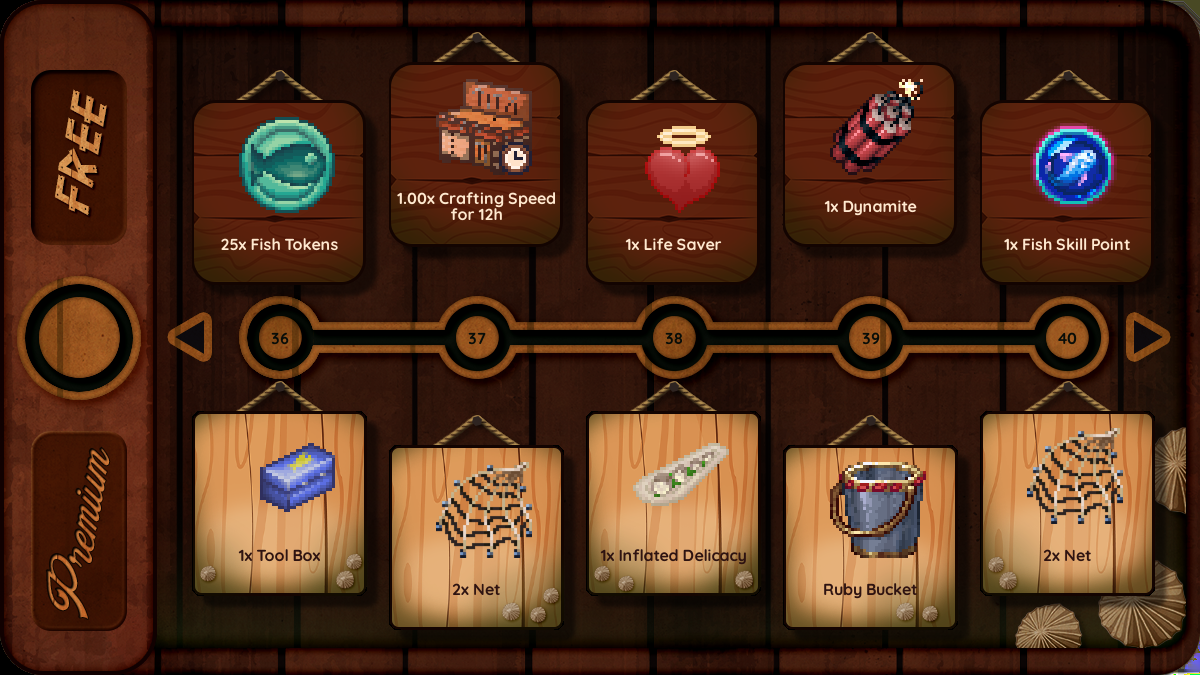 FREE
25x Fish Tokens
1.00x Crafting Speed
for 12h
1x Life Saver
1x Dynamite
1x Fish Skill Point
36
37
38
39
40
Premium
1x Tool Box
2x Net
1x Inflated Delicacy
Ruby Bucket
2x Net